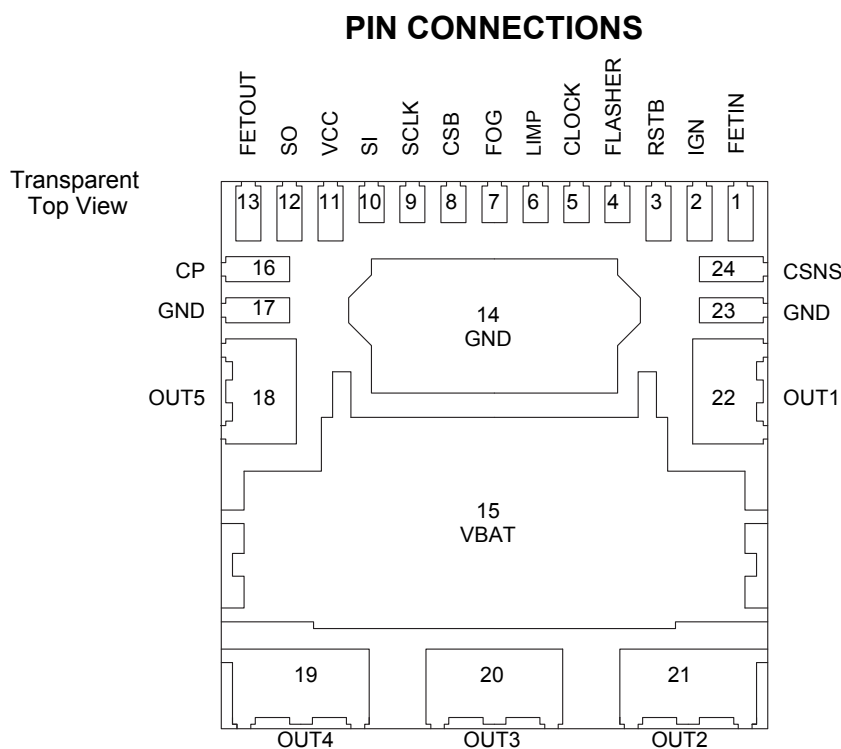 PIN CONNECTIONS
FETOUT
SO
VCC
SI
SCLK
CSB
FOG
LIMP
CLOCK
FLASHER
RSTB
IGN
FETIN
Transparent
Top View
13 12 11 10 9 8 7 6 5 4 3 2 1
CP 16 24 CSNS
GND 17 14 23 GND
GND
OUT5 18 22 OUT1
15
VBAT
19 20 21
OUT4 OUT3 OUT2